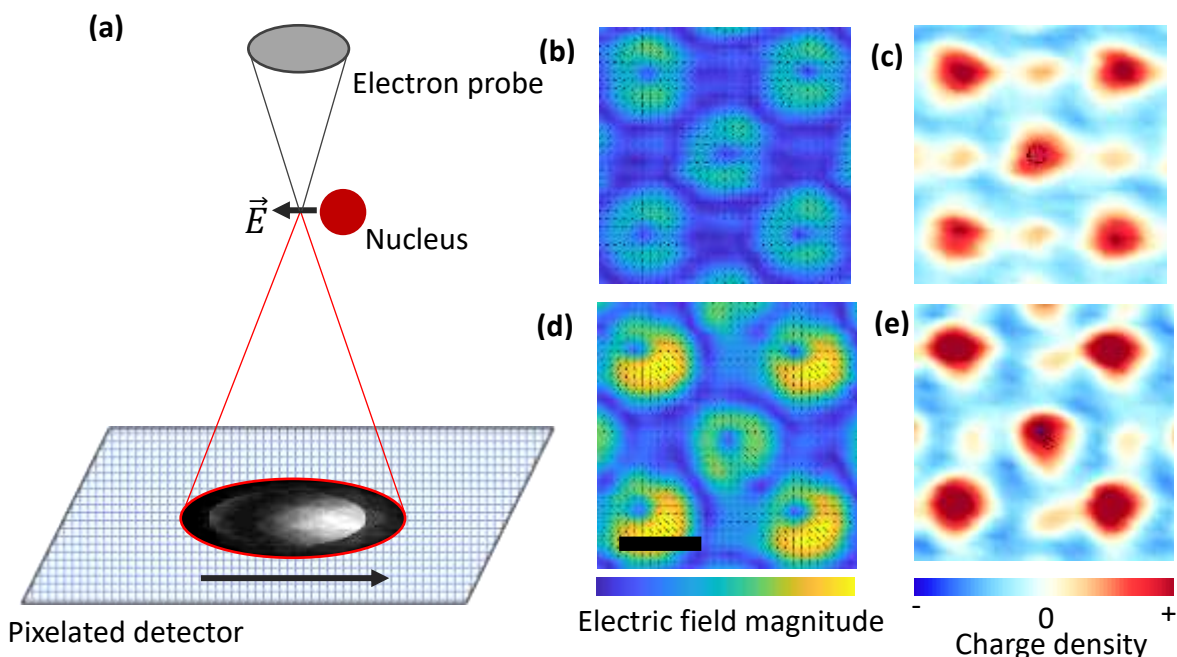 (a)
Electron probe
E
Nucleus
Pixelated detector
(b)
(c)
(d)
(e)
Electric field magnitude
- 0 +
Charge density